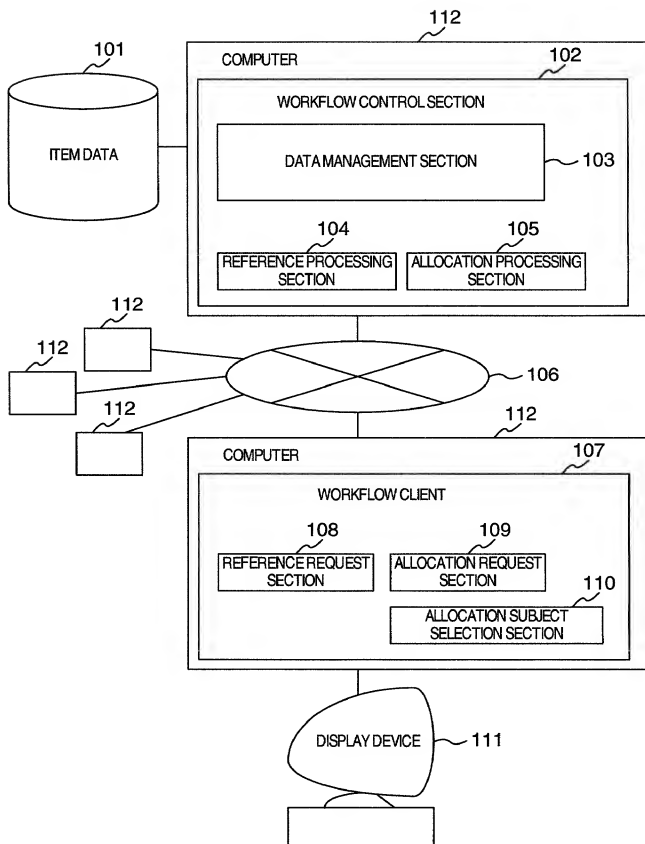 112
101
COMPUTER
102
WORKFLOW CONTROL SECTION
ITEM DATA
DATA MANAGEMENT SECTION
103
104
105
REFERENCE PROCESSING
SECTION
ALLOCATION PROCESSING
SECTION
112
112
112
106
112
COMPUTER
107
WORKFLOW CLIENT
108
109
REFERENCE REQUEST
SECTION
ALLOCATION REQUEST
SECTION
110
ALLOCATION SUBJECT
SELECTION SECTION
DISPLAY DEVICE
111